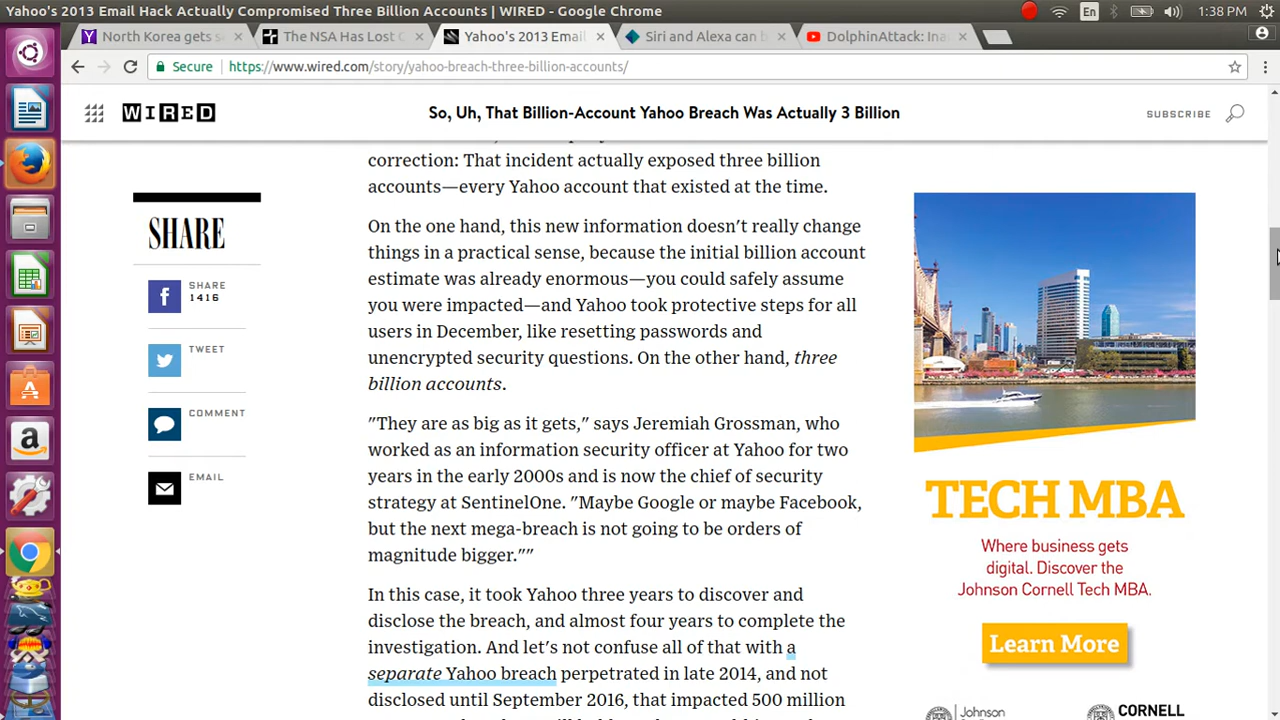 Yahoo's 2013 Email Hack Actually Compromised Three Billion Accounts | WIRED - Google Chrome
En
1:38 PM
North Korea gets s
The NSA Has Lost C
Yahoo's 2013 Email
Siri and Alexa can b
DolphinAttack: Ina
Secure
https://www.wired.com/story/yahoo-breach-three-billion-accounts/
WIRED
So, Uh, That Billion-Account Yahoo Breach Was Actually 3 Billion
SUBSCRIBE
correction: That incident actually exposed three billion
accounts—every Yahoo account that existed at the time.
SHARE
SHARE
1416
TWEET
COMMENT
EMAIL
On the one hand, this new information doesn't really change
things in a practical sense, because the initial billion account
estimate was already enormous—you could safely assume
you were impacted—and Yahoo took protective steps for all
users in December, like resetting passwords and
unencrypted security questions. On the other hand, three
billion accounts.
"They are as big as it gets," says Jeremiah Grossman, who
worked as an information security officer at Yahoo for two
years in the early 2000s and is now the chief of security
strategy at SentinelOne. "Maybe Google or maybe Facebook,
but the next mega-breach is not going to be orders of
magnitude bigger.""
In this case, it took Yahoo three years to discover and
disclose the breach, and almost four years to complete the
investigation. And let's not confuse all of that with a
separate Yahoo breach perpetrated in late 2014, and not
disclosed until September 2016, that impacted 500 million
TECH MBA
Where business gets
digital. Discover the
Johnson Cornell Tech MBA.
Learn More
Johnson
CORNELL